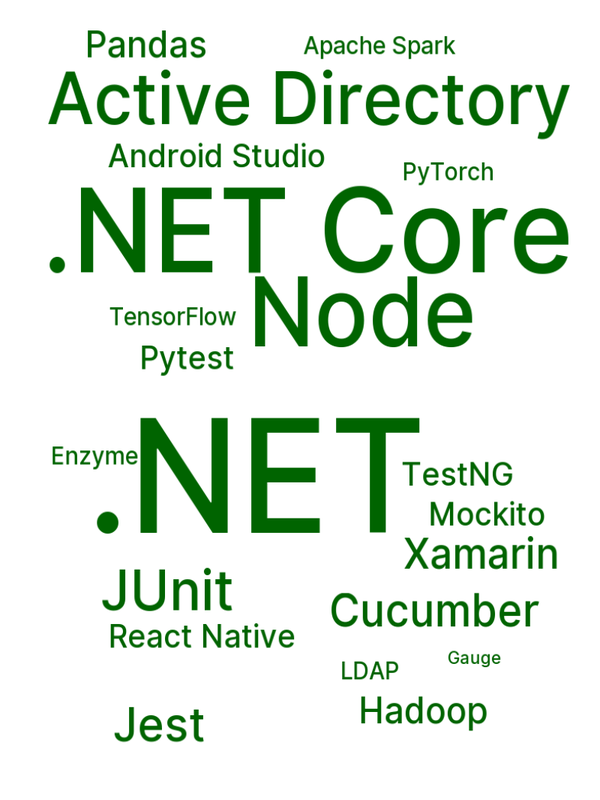 Pandas
Apache Spark
Active Directory
Android Studio
PyTorch
.NET Core
Node
TensorFlow
Pytest
.NET
Enzyme
TestNG
Mockito
Xamarin
JUnit
Cucumber
React Native
Gauge
LDAP
Hadoop
Jest